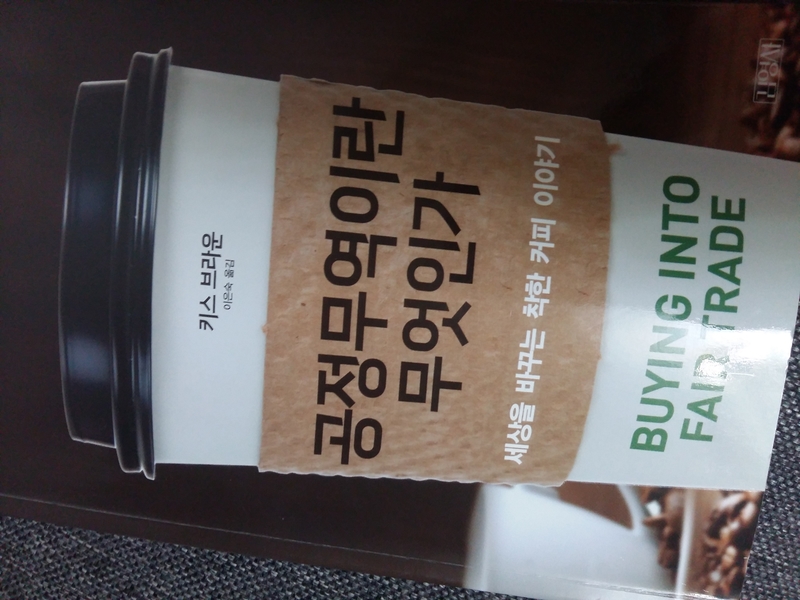 키스 브라운
이은숙 옮김
공정무역이란
무엇인가
세상을 바꾸는 착한 커피 이야기
BUYING INTO
FAIR TRADE